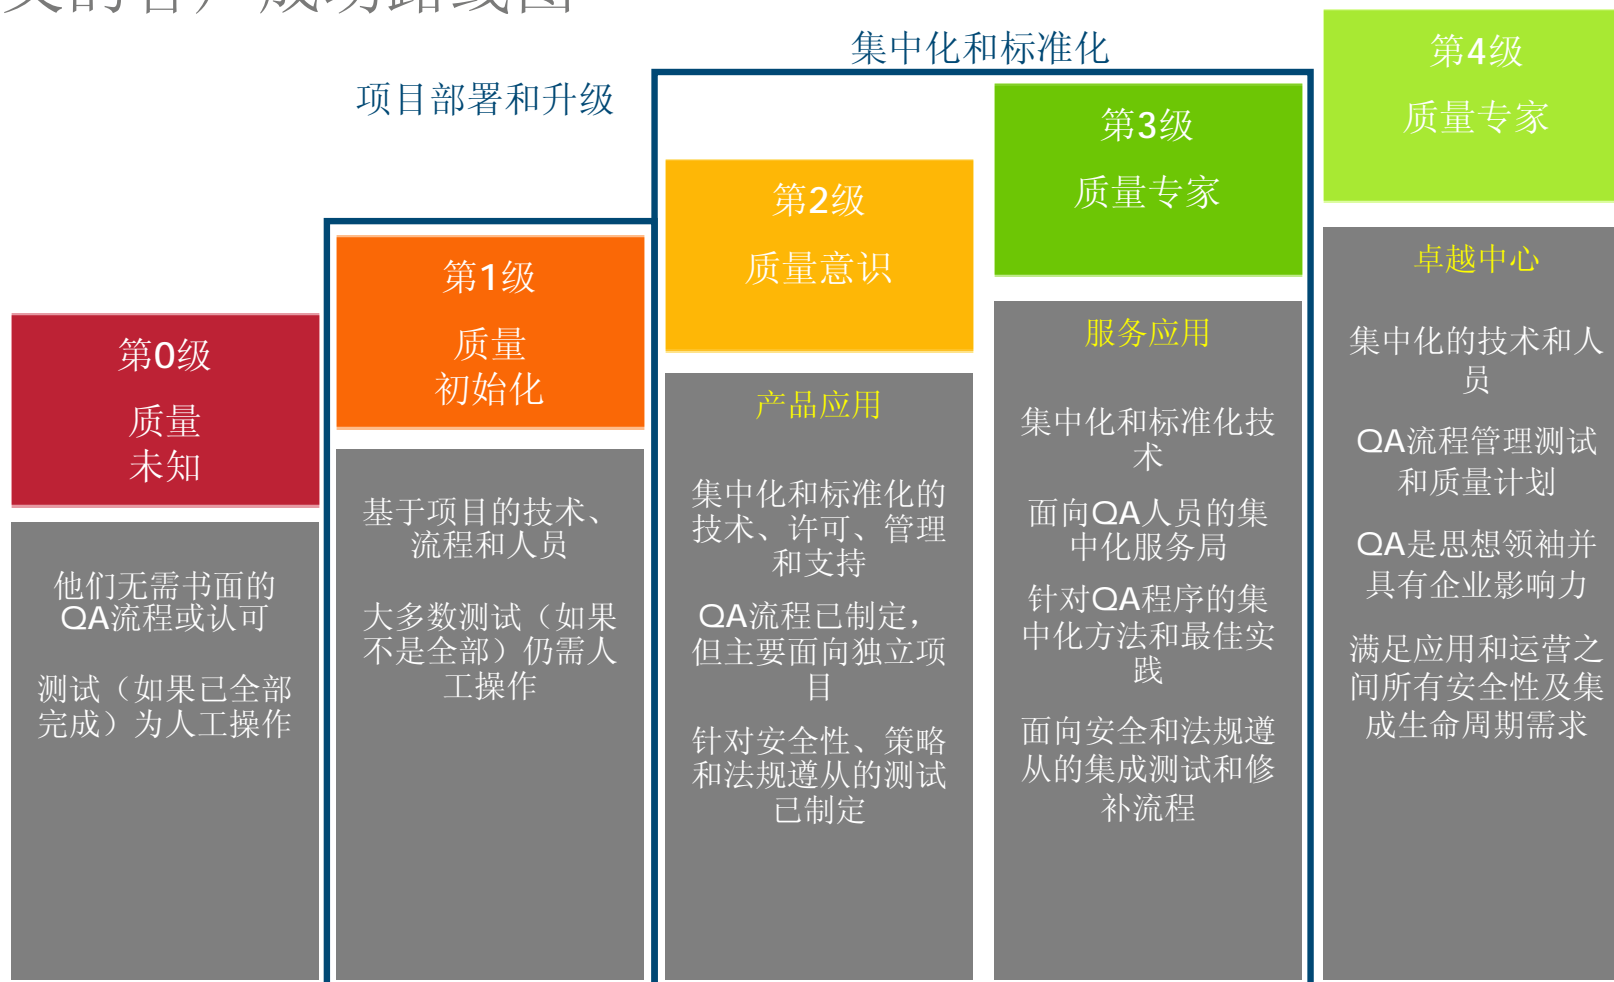 类的客户成功路线图
集中化和标准化
项目部署和升级
第0级
质量
未知
他们无需书面的
QA流程或认可
测试（如果已全部
完成）为人工操作
第1级
质量
初始化
基于项目的技术、
流程和人员
大多数测试（如果
不是全部）仍需人
工操作
第2级
质量意识
产品应用
集中化和标准化的
技术、许可、管理
和支持
QA流程已制定，
但主要面向独立项
目
针对安全性、策略
和法规遵从的测试
已制定
第3级
质量专家
服务应用
集中化和标准化技
术
面向QA人员的集
中化服务局
针对QA程序的集
中化方法和最佳实
践
面向安全和法规遵
从的集成测试和修
补流程
第4级
质量专家
卓越中心
集中化的技术和人
员
QA流程管理测试
和质量计划
QA是思想领袖并
具有企业影响力
满足应用和运营之
间所有安全性及集
成生命周期需求